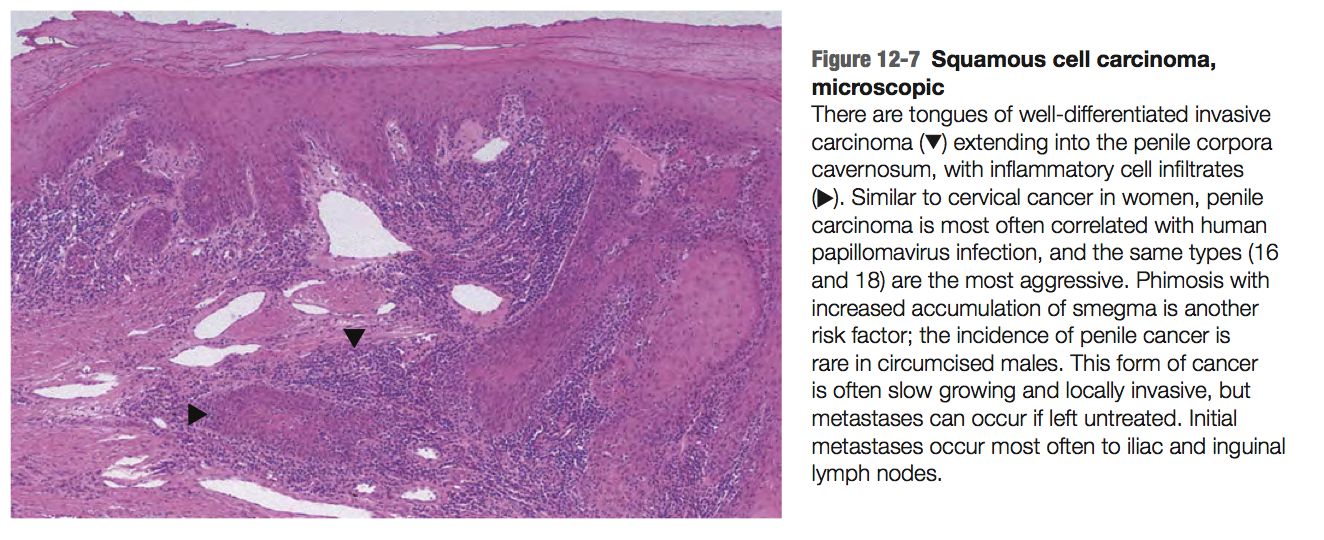 Figure 12-7 Squamous cell carcinoma,
microscopic
There are tongues of well-differentiated invasive
carcinoma (▼) extending into the penile corpora
cavernosum, with inflammatory cell infiltrates
(▶). Similar to cervical cancer in women, penile
carcinoma is most often correlated with human
papillomavirus infection, and the same types (16
and 18) are the most aggressive. Phimosis with
increased accumulation of smegma is another
risk factor; the incidence of penile cancer is
rare in circumcised males. This form of cancer
is often slow growing and locally invasive, but
metastases can occur if left untreated. Initial
metastases occur most often to iliac and inguinal
lymph nodes.